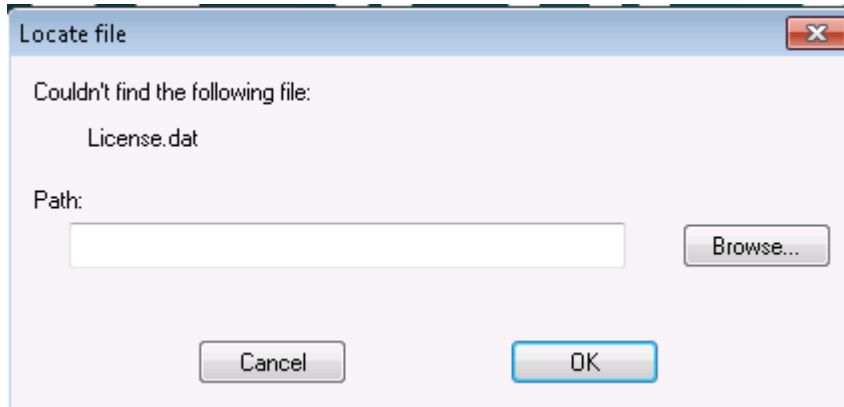 Locate file
Couldn't find the following file:
License.dat
Path:
Browse...
Cancel
OK